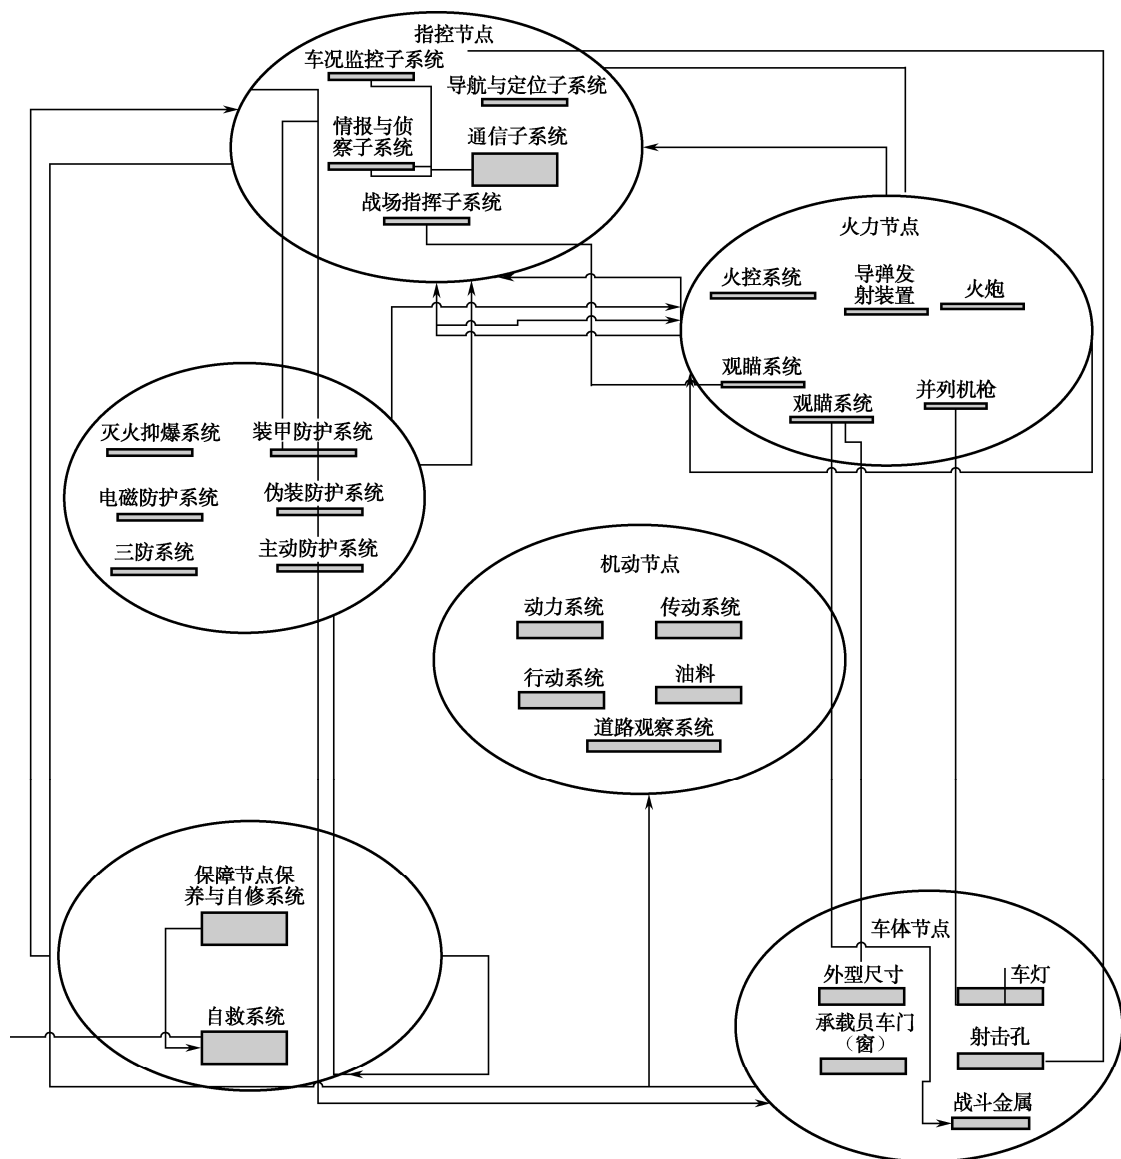 指控节点
车况监控子系统
导航与定位子系统
情报与侦
察子系统
通信子系统
战场指挥子系统
火力节点
火控系统
导弹发
射装置
火炮
观瞄系统
观瞄系统
并列机枪
灭火抑爆系统
装甲防护系统
电磁防护系统
伪装防护系统
三防系统
主动防护系统
机动节点
动力系统
传动系统
行动系统
油料
道路观察系统
保障节点保
养与自修系统
自救系统
车体节点
外型尺寸
车灯
承载员车门
（窗）
射击孔
战斗金属